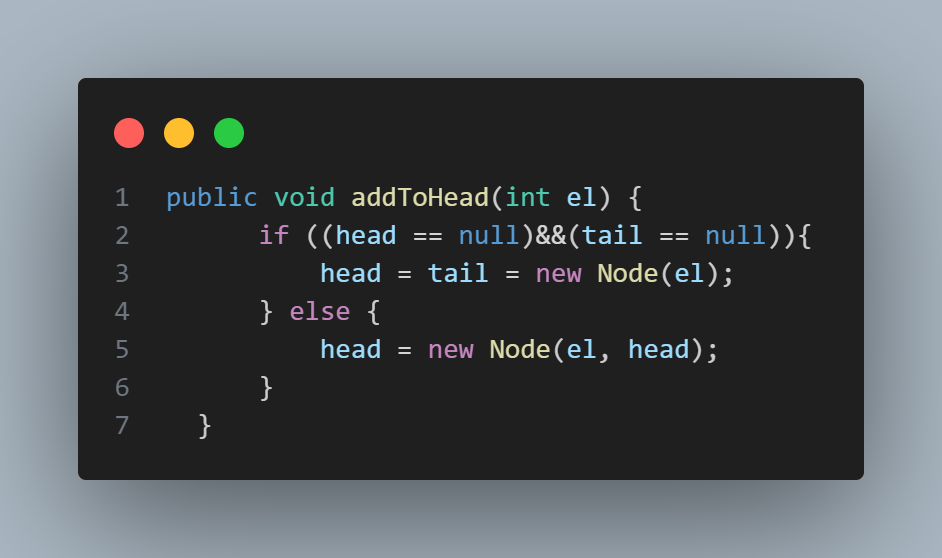 1 public void addToHead(int el) {
2 if ((head == null)&&(tail == null)){
3 head = tail = new Node(el);
4 } else {
5 head = new Node(el, head);
6 }
7 }